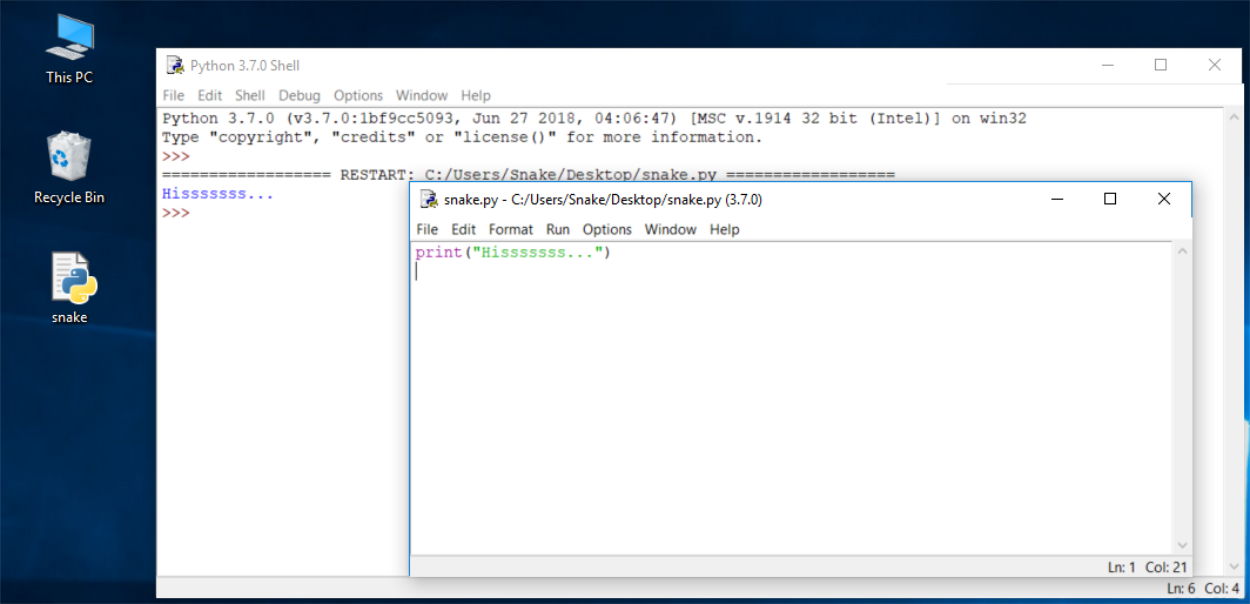 This PC
Recycle Bin
snake
Python 3.7.0 Shell
File Edit Shell Debug Options Window Help
Python 3.7.0 (v3.7.0:1bf9cc5093, Jun 27 2018, 04:06:47) [MSC v.1914 32 bit (Intel)] on win32
Type "copyright", "credits" or "license()" for more information.
>>>
================== RESTART: C:/Users/Snake/Desktop/snake.py ==================
Hisssssss...
>>>
snake.py - C:/Users/Snake/Desktop/snake.py (3.7.0)
File Edit Format Run Options Window Help
print("Hisssssss...")
Ln: 1 Col: 21
Ln: 6 Col: 4